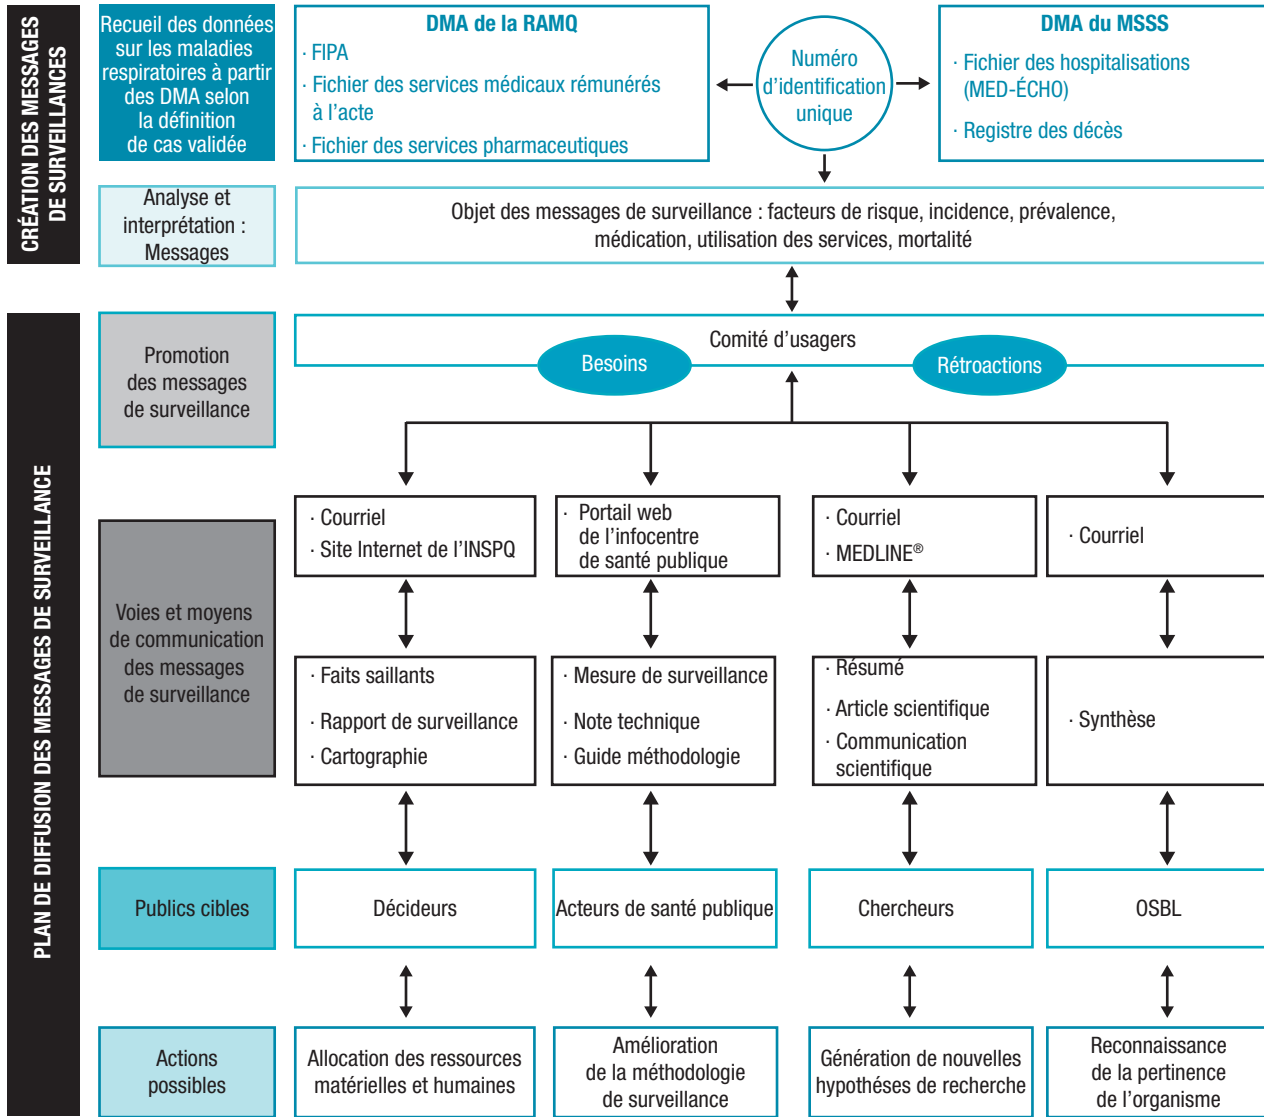 CRÉATION DES MESSAGES
DE SURVEILLANCES
Recueil des données
sur les maladies
respiratoires à partir
des DMA selon
la définition
de cas validée
DMA de la RAMQ
· FIPA
· Fichier des services médicaux rémunérés
à l’acte
· Fichier des services pharmaceutiques
Numéro
d’identification
unique
DMA du MSSS
· Fichier des hospitalisations
(MED-ÉCHO)
· Registre des décès
Analyse et
interprétation :
Messages
Objet des messages de surveillance : facteurs de risque, incidence, prévalence,
médication, utilisation des services, mortalité
PLAN DE DIFFUSION DES MESSAGES DE SURVEILLANCE
Promotion
des messages
de surveillance
Comité d’usagers
Besoins
Rétroactions
Voies et moyens
de communication
des messages
de surveillance
· Courriel
· Site Internet de l’INSPQ
· Portail web
de l’infocentre
de santé publique
· Courriel
· MEDLINE®
· Courriel
· Faits saillants
· Rapport de surveillance
· Cartographie
· Mesure de surveillance
· Note technique
· Guide méthodologie
· Résumé
· Article scientifique
· Communication
scientifique
· Synthèse
Publics cibles
Décideurs
Acteurs de santé publique
Chercheurs
OSBL
Actions
possibles
Allocation des ressources
matérielles et humaines
Amélioration
de la méthodologie
de surveillance
Génération de nouvelles
hypothéses de recherche
Reconnaissance
de la pertinence
de l’organisme